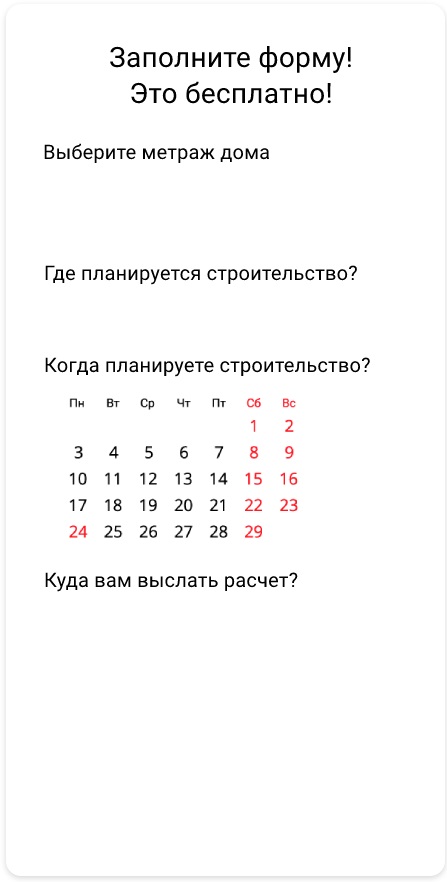 Заполните форму!
Это бесплатно!
Выберите метраж дома
Где планируется строительство?
Когда планируете строительство?
Пн Вт Ср Чт Пт Сб Вс
1 2
3 4 5 6 7 8 9
10 11 12 13 14 15 16
17 18 19 20 21 22 23
24 25 26 27 28 29
Куда вам выслать расчет?